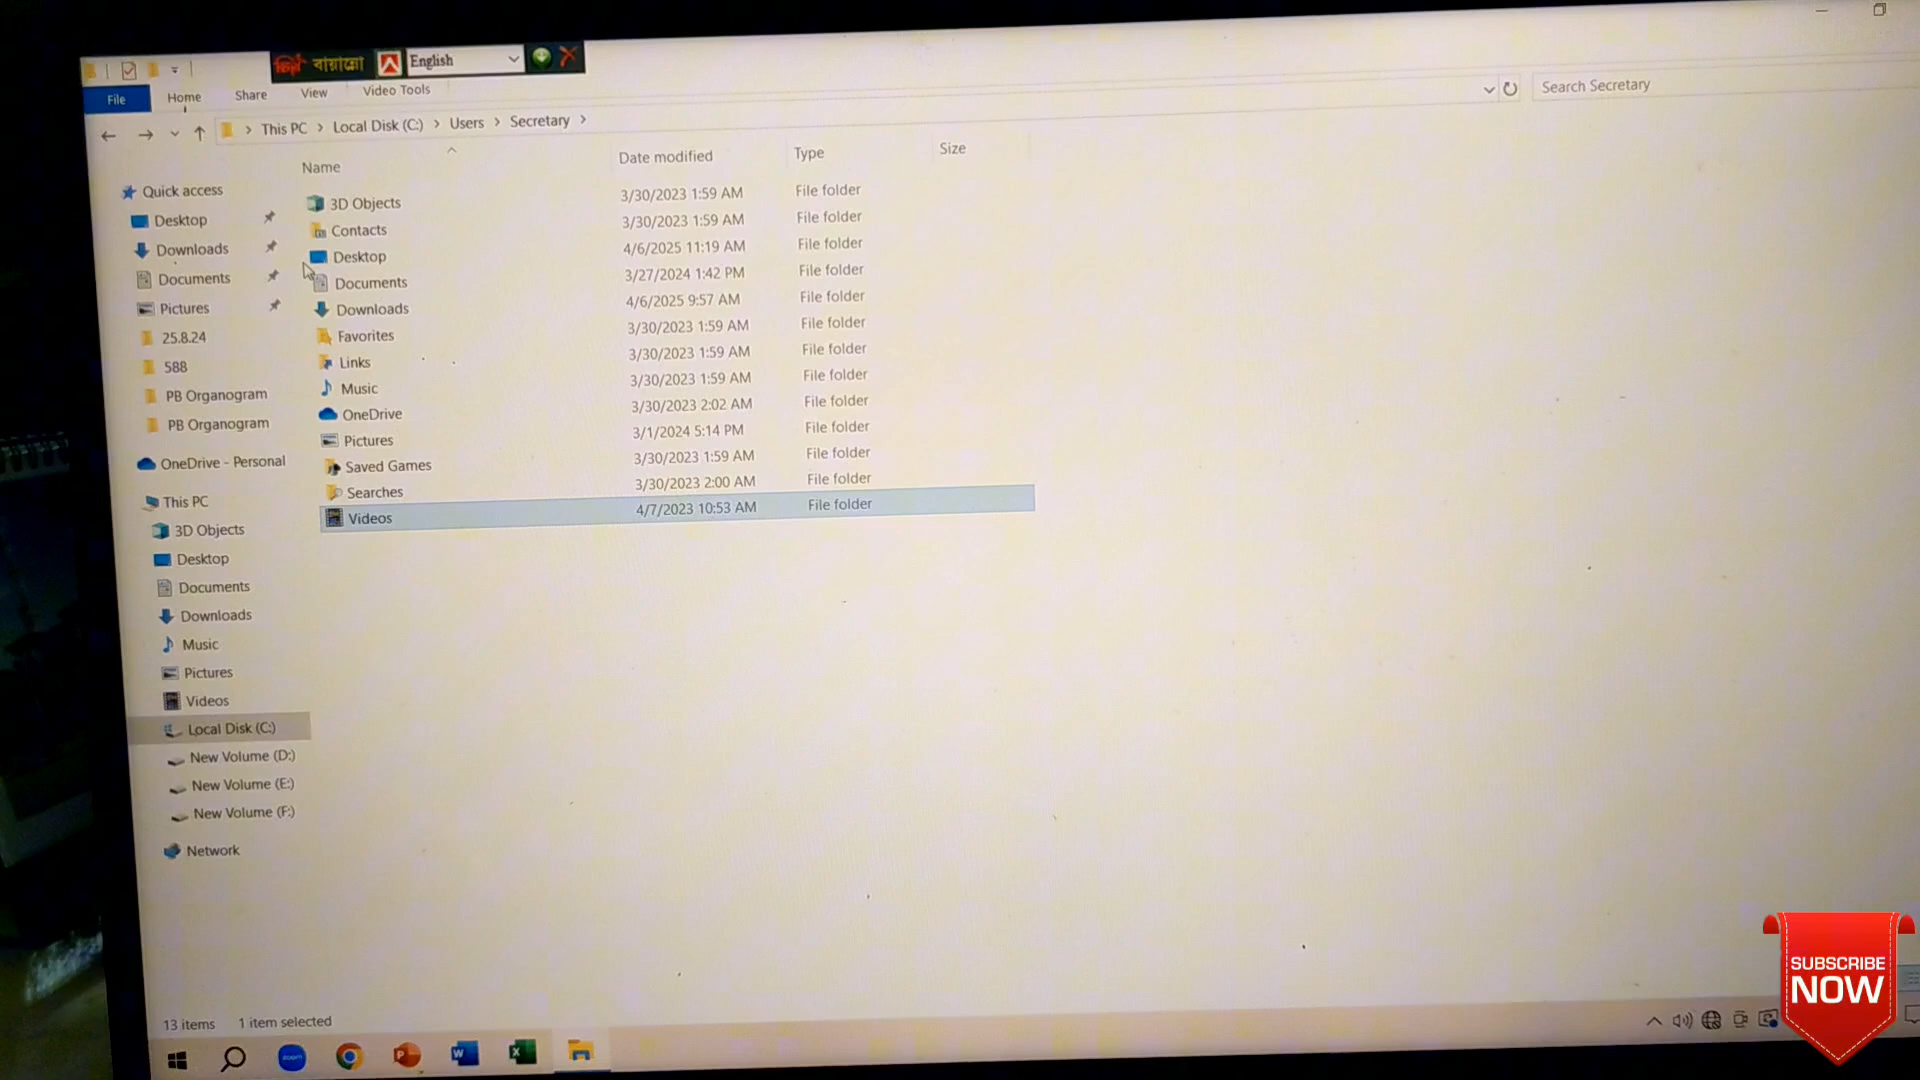 বায়ান্নো English
File Home Share View Video Tools
This PC > Local Disk (C:) > Users > Secretary >
Search Secretary
Name Date modified Type Size
3D Objects 3/30/2023 1:59 AM File folder
Contacts 3/30/2023 1:59 AM File folder
Desktop 4/6/2025 11:19 AM File folder
Documents 3/27/2024 1:42 PM File folder
Downloads 4/6/2025 9:57 AM File folder
Favorites 3/30/2023 1:59 AM File folder
Links 3/30/2023 1:59 AM File folder
Music 3/30/2023 1:59 AM File folder
OneDrive 3/30/2023 2:02 AM File folder
Pictures 3/1/2024 5:14 PM File folder
Saved Games 3/30/2023 1:59 AM File folder
Searches 3/30/2023 2:00 AM File folder
Videos 4/7/2023 10:53 AM File folder
Quick access
Desktop
Downloads
Documents
Pictures
25.8.24
588
PB Organogram
PB Organogram
OneDrive - Personal
This PC
3D Objects
Desktop
Documents
Downloads
Music
Pictures
Videos
Local Disk (C:)
New Volume (D:)
New Volume (E:)
New Volume (F:)
Network
13 items 1 item selected
zoom
SUBSCRIBE
NOW